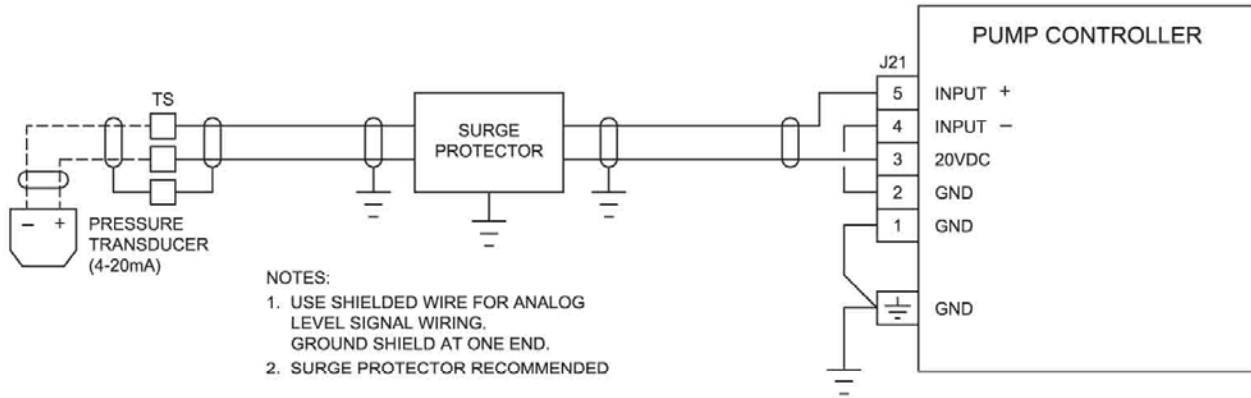 PUMP CONTROLLER
J21
5 INPUT +
4 INPUT −
3 20VDC
2 GND
1 GND
GND
TS
SURGE
PROTECTOR
− +
PRESSURE
TRANSDUCER
(4-20mA)
NOTES:
1. USE SHIELDED WIRE FOR ANALOG
LEVEL SIGNAL WIRING.
GROUND SHIELD AT ONE END.
2. SURGE PROTECTOR RECOMMENDED